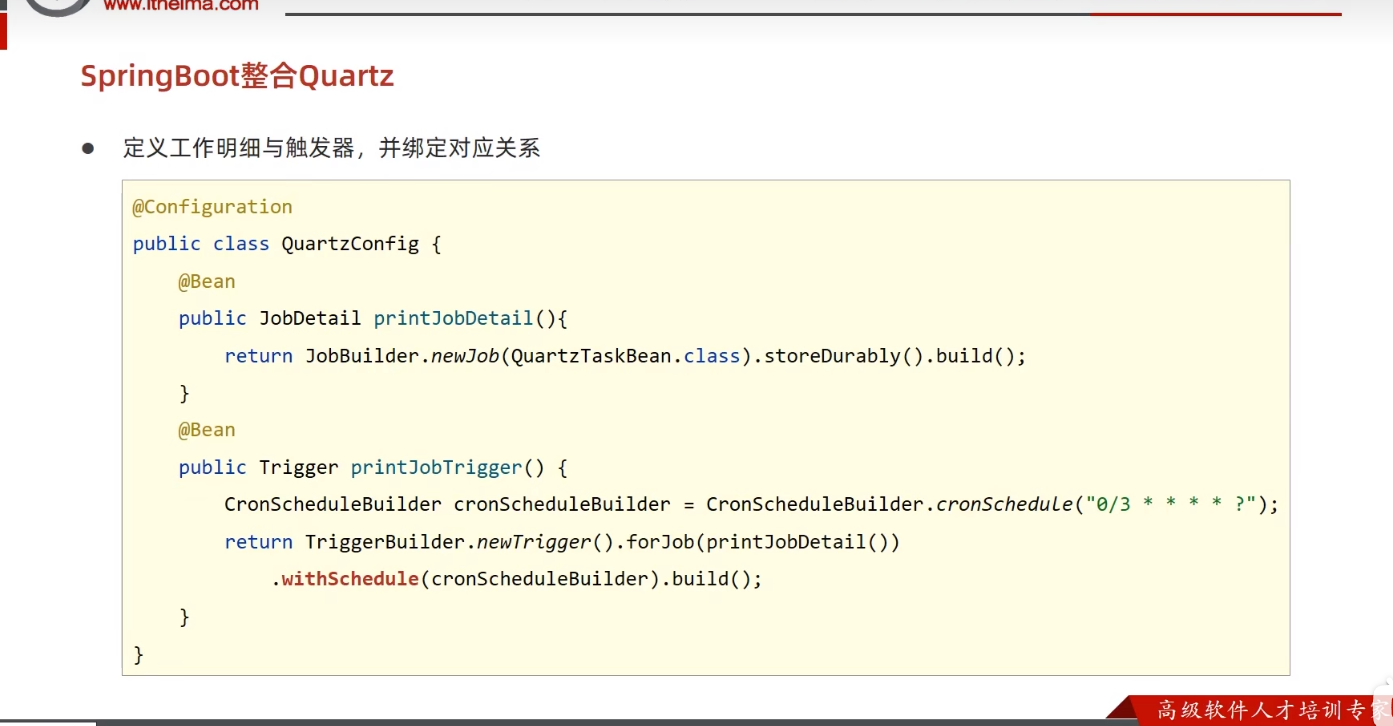 www.itheima.com
SpringBoot整合Quartz
● 定义工作明细与触发器，并绑定对应关系
@Configuration
public class QuartzConfig {
    @Bean
    public JobDetail printJobDetail(){
        return JobBuilder.newJob(QuartzTaskBean.class).storeDurably().build();
    }
    @Bean
    public Trigger printJobTrigger() {
        CronScheduleBuilder cronScheduleBuilder = CronScheduleBuilder.cronSchedule("0/3 * * * * ?");
        return TriggerBuilder.newTrigger().forJob(printJobDetail())
            .withSchedule(cronScheduleBuilder).build();
    }
}
高级软件人才培训专家